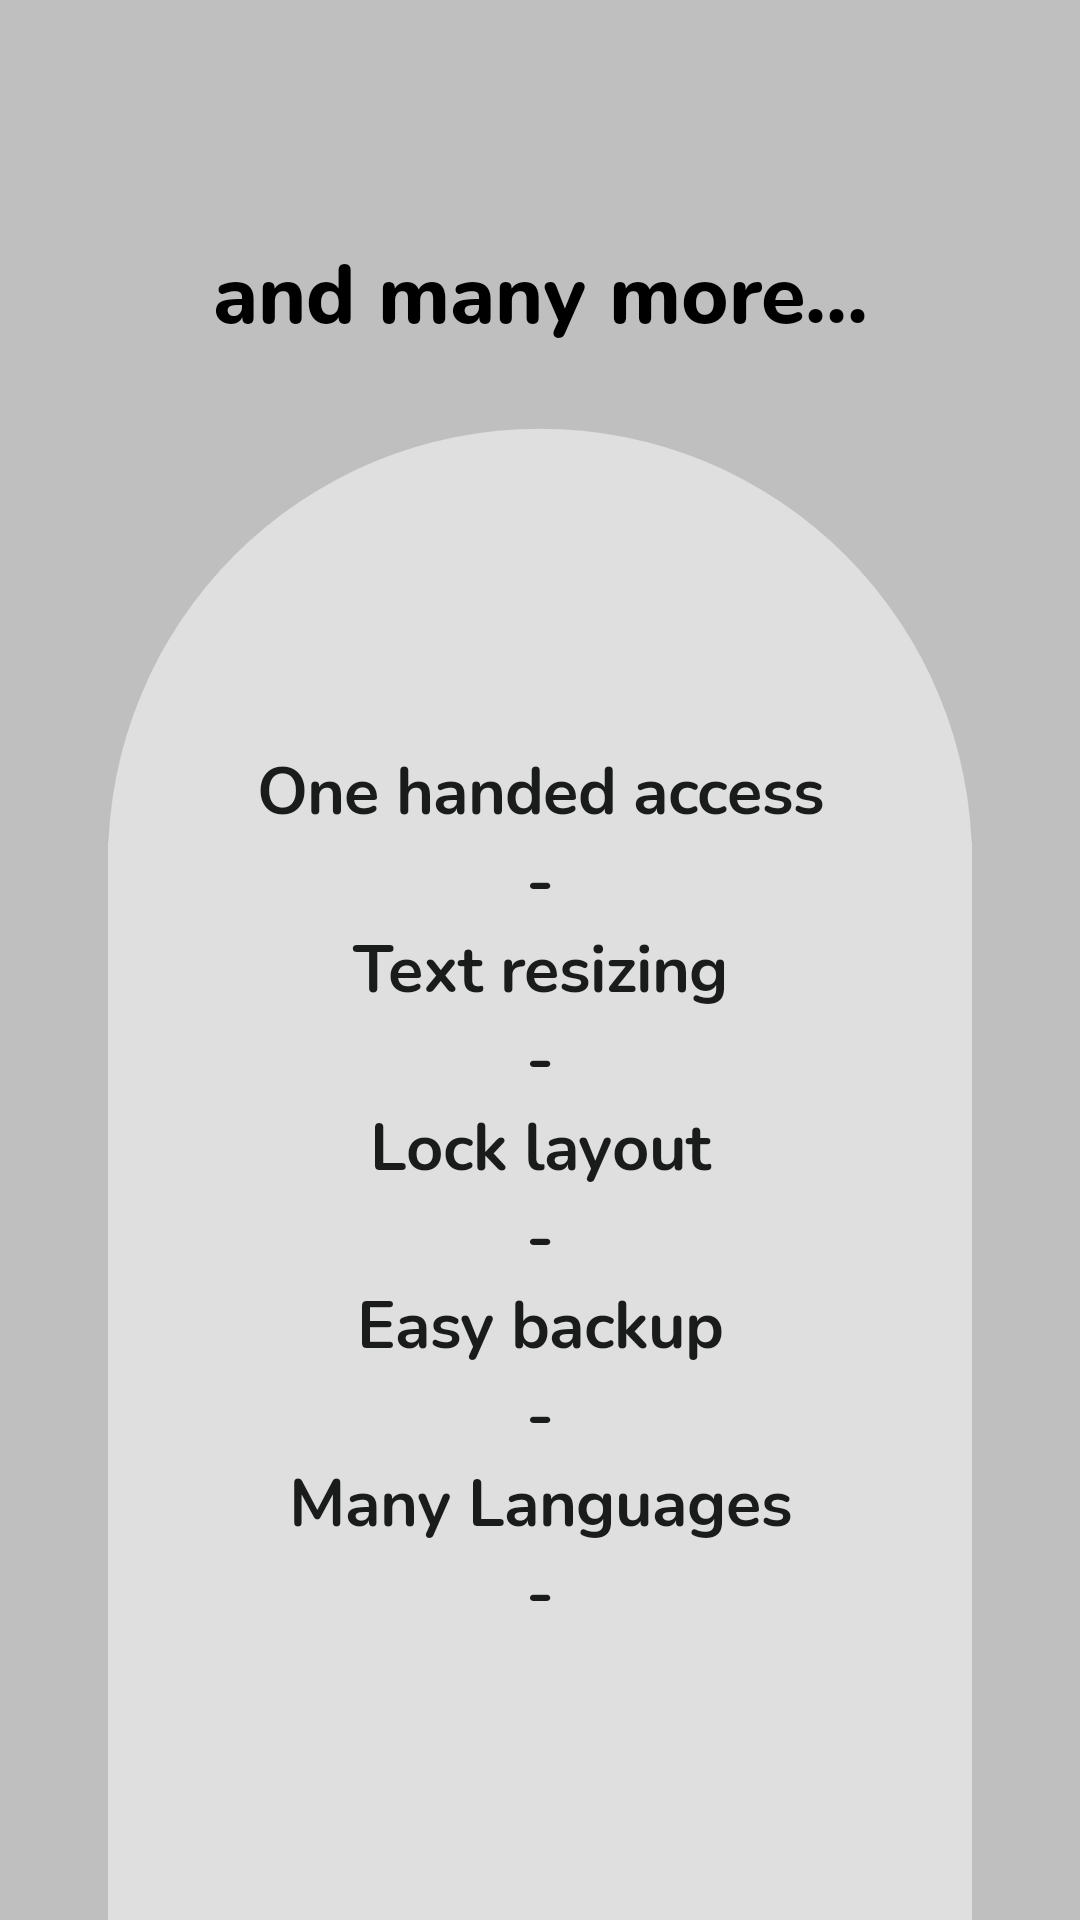 and many more...
One handed access
-
Text resizing
-
Lock layout
-
Easy backup
-
Many Languages
-